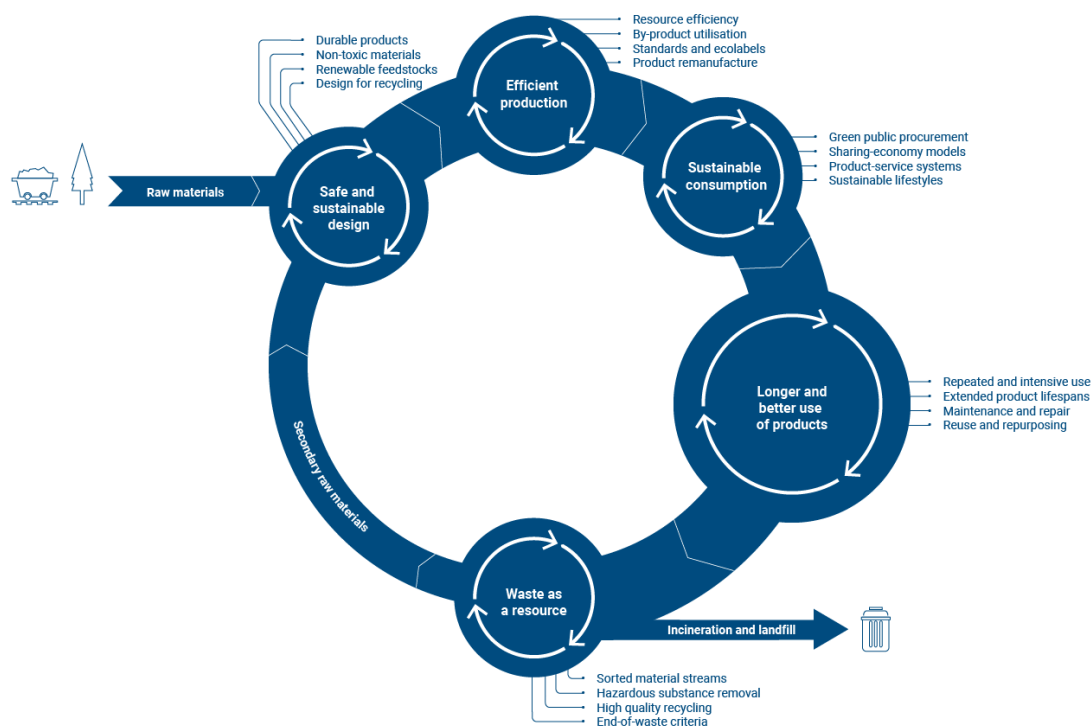 Resource efficiency
By-product utilisation
Standards and ecolabels
Product remanufacture
Durable products
Non-toxic materials
Renewable feedstocks
Design for recycling
Efficient
production
Green public procurement
Sharing-economy models
Product-service systems
Sustainable lifestyles
Sustainable
consumption
Raw materials
Safe and
sustainable
design
Longer and
better use
of products
Repeated and intensive use
Extended product lifespans
Maintenance and repair
Reuse and repurposing
Secondary raw materials
Waste as
a resource
Incineration and landfill
Sorted material streams
Hazardous substance removal
High quality recycling
End-of-waste criteria